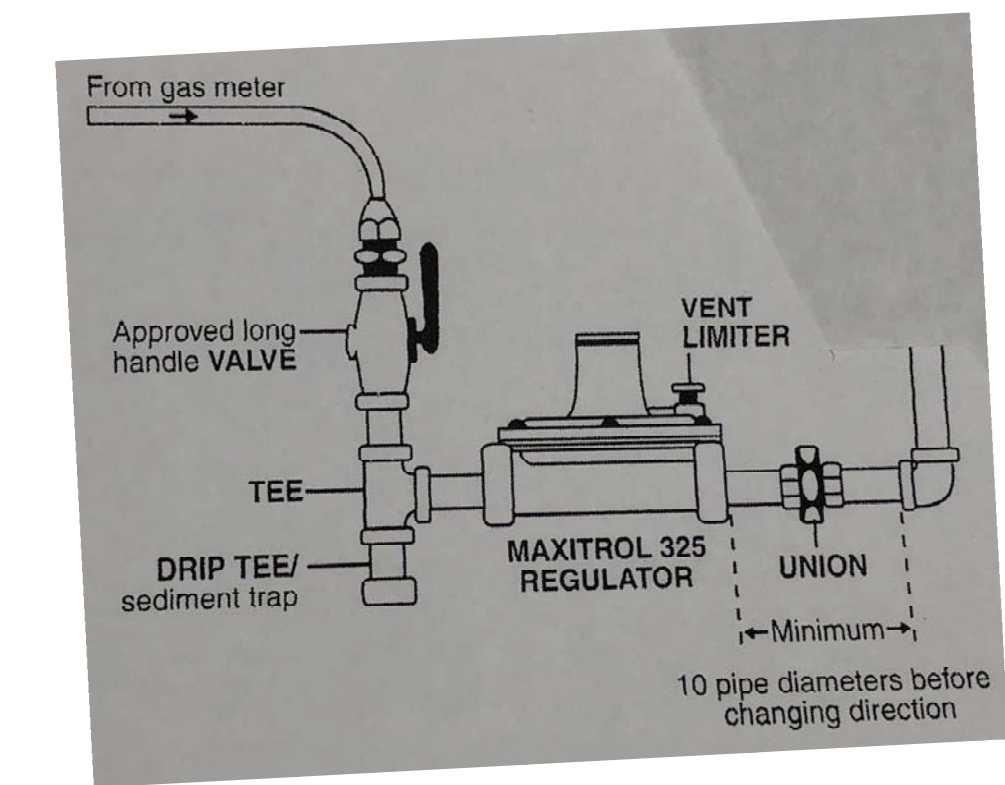 From gas meter
VENT
LIMITER
Approved long
handle VALVE
TEE
MAXITROL 325
REGULATOR
UNION
DRIP TEE/
sediment trap
Minimum
10 pipe diameters before
changing direction